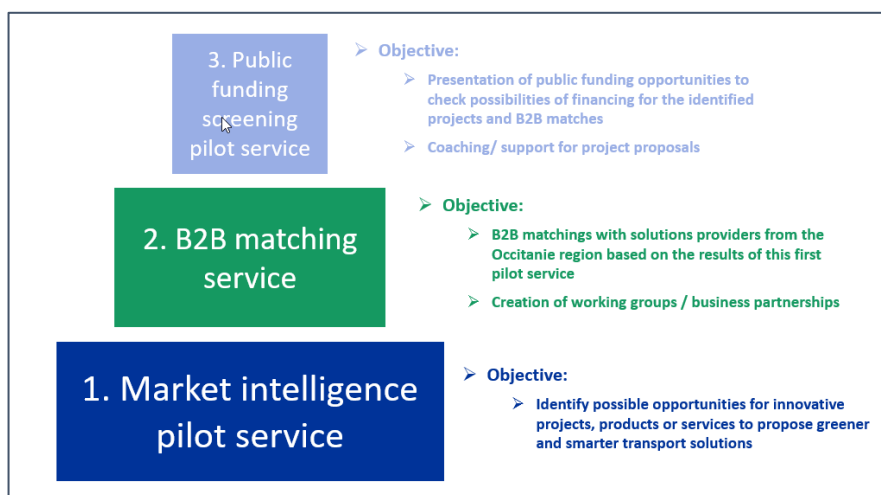 3. Public
funding
screening
pilot service
➢ Objective:
➢ Presentation of public funding opportunities to
check possibilities of financing for the identified
projects and B2B matches
➢ Coaching/ support for project proposals
2. B2B matching
service
➢ Objective:
➢ B2B matchings with solutions providers from the
Occitanie region based on the results of this first
pilot service
➢ Creation of working groups / business partnerships
1. Market intelligence
pilot service
➢ Objective:
➢ Identify possible opportunities for innovative
projects, products or services to propose greener
and smarter transport solutions